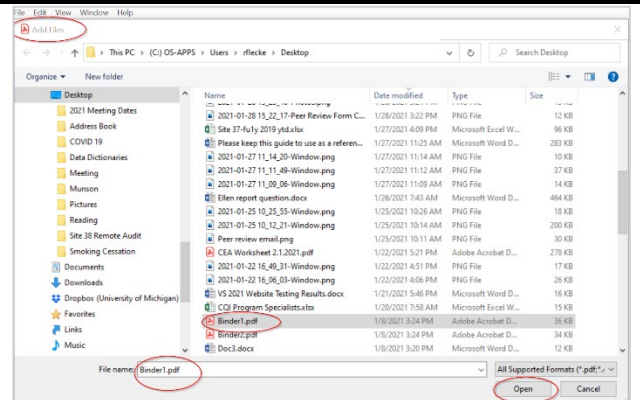 File Edit View Window Help
Add Files
This PC > (C:) OS-APPS > Users > rflecke > Desktop
Search Desktop
Organize New folder
Name Date modified Type Size
Desktop
2021 Meeting Dates
Address Book
COVID 19
Data Dictionaries
Meeting
Munson
Pictures
Reading
Site 38 Remote Audit
Smoking Cessation
Documents
Downloads
Dropbox (University of Michigan)
Favorites
Links
Music
2021-01-28 15_22_17-Peer Review Form C... 1/28/2021 3:22 PM PNG File 12 KB
Site 37-fu1y 2019 ytd.xlsx 1/27/2021 4:09 PM Microsoft Excel W... 96 KB
Please keep this guide to use as a referen... 1/27/2021 11:25 AM Microsoft Word D... 283 KB
2021-01-27 11_14_20-Window.png 1/27/2021 11:14 AM PNG File 10 KB
2021-01-27 11_11_49-Window.png 1/27/2021 11:12 AM PNG File 37 KB
2021-01-27 11_09_06-Window.png 1/27/2021 11:09 AM PNG File 14 KB
Ellen report question.docx 1/26/2021 7:43 AM Microsoft Word D... 464 KB
2021-01-25 10_25_55-Window.png 1/25/2021 10:26 AM PNG File 18 KB
2021-01-25 10_12_21-Window.png 1/25/2021 10:14 AM PNG File 200 KB
Peer review email.png 1/25/2021 10:11 AM PNG File 30 KB
CEA Worksheet 2.1.2021.pdf 1/22/2021 5:21 PM Adobe Acrobat D... 278 KB
2021-01-22 16_49_31-Window.png 1/22/2021 4:51 PM PNG File 17 KB
2021-01-22 16_06_03-Window.png 1/22/2021 4:06 PM PNG File 26 KB
VS 2021 Website Testing Results.docx 1/21/2021 5:46 PM Microsoft Word D... 16 KB
CQI Program Specialists.xlsx 1/20/2021 7:58 AM Microsoft Excel W... 15 KB
Binder1.pdf 1/8/2021 3:24 PM Adobe Acrobat D... 36 KB
Binder2.pdf 1/8/2021 3:24 PM Adobe Acrobat D... 34 KB
Doc3.docx 1/8/2021 3:20 PM Microsoft Word D... 12 KB
File name: Binder1.pdf All Supported Formats (*.pdf;*.
Open Cancel